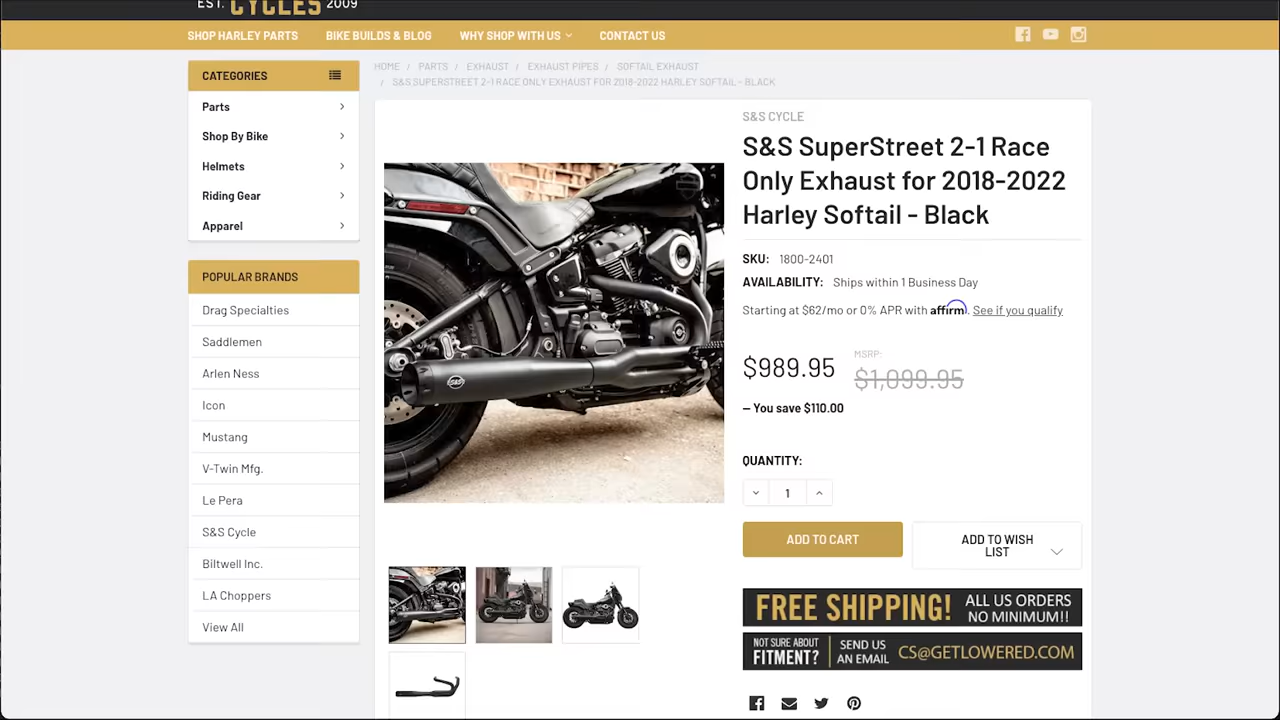 EST. CYCLES 2009
SHOP HARLEY PARTS
BIKE BUILDS & BLOG
WHY SHOP WITH US
CONTACT US
CATEGORIES
Parts
Shop By Bike
Helmets
Riding Gear
Apparel
POPULAR BRANDS
Drag Specialties
Saddlemen
Arlen Ness
Icon
Mustang
V-Twin Mfg.
Le Pera
S&S Cycle
Biltwell Inc.
LA Choppers
View All
HOME / PARTS / EXHAUST / EXHAUST PIPES / SOFTAIL EXHAUST
/ S&S SUPERSTREET 2-1 RACE ONLY EXHAUST FOR 2018-2022 HARLEY SOFTAIL - BLACK
S&S
S&S CYCLE
S&S SuperStreet 2-1 Race
Only Exhaust for 2018-2022
Harley Softail - Black
SKU: 1800-2401
AVAILABILITY: Ships within 1 Business Day
Starting at $62/mo or 0% APR with affirm. See if you qualify
MSRP:
$989.95 $1,099.95
— You save $110.00
QUANTITY:
1
ADD TO CART
ADD TO WISH
LIST
FREE SHIPPING! ALL US ORDERS
NO MINIMUM!!
NOT SURE ABOUT
FITMENT?
SEND US
AN EMAIL
CS@GETLOWERED.COM